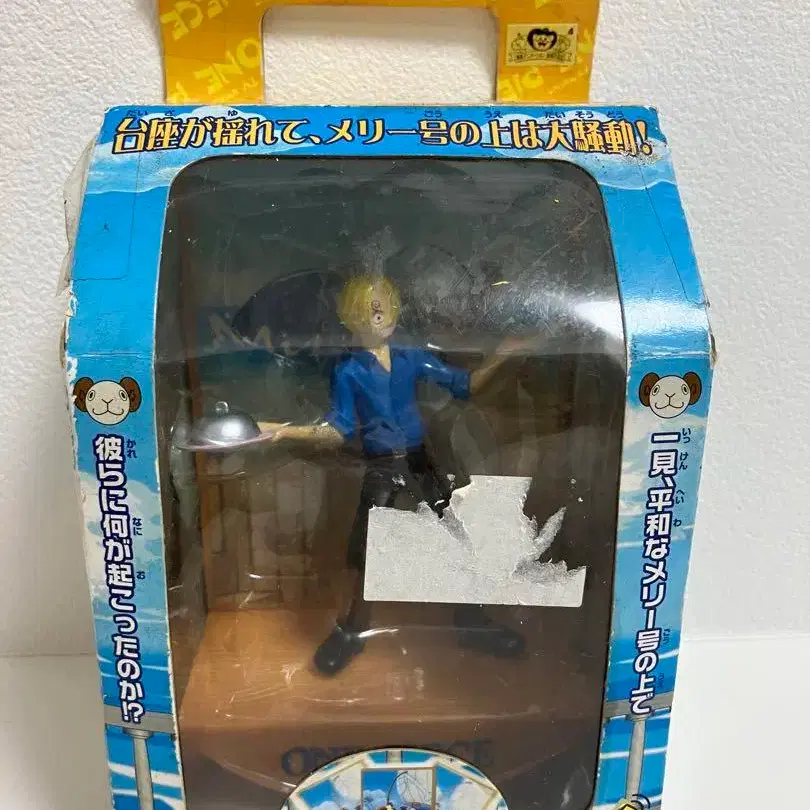 ONE PIECE
台座が揺れて、メリー号の上は大騒動!
一見、平和なメリー号の上で
彼らに何が起こったのか!?
ONE PIECE